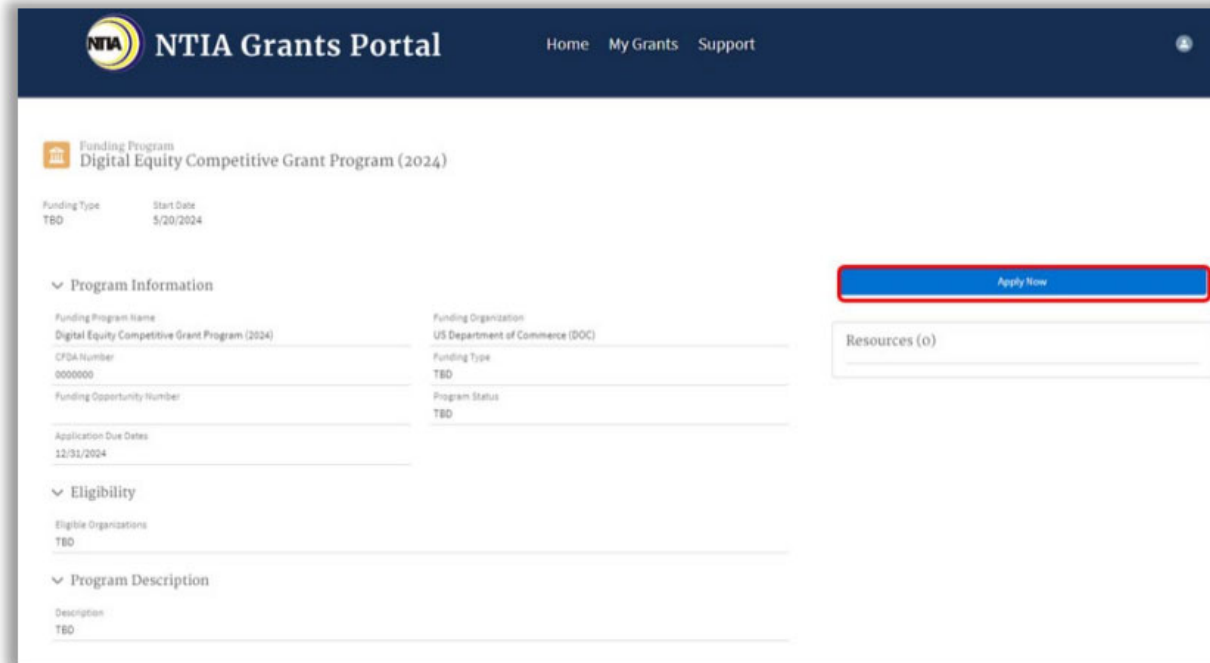 NTIA
NTIA Grants Portal
Home My Grants Support
Funding Program
Digital Equity Competitive Grant Program (2024)
Funding Type Start Date
TBD 5/20/2024
Program Information
Apply Now
Funding Program Name Funding Organization
Digital Equity Competitive Grant Program (2024) US Department of Commerce (DOC)
Resources (0)
CFDA Number Funding Type
0000000 TBD
Funding Opportunity Number Program Status
TBD
Application Due Dates
12/31/2024
Eligibility
Eligible Organizations
TBD
Program Description
Description
TBD